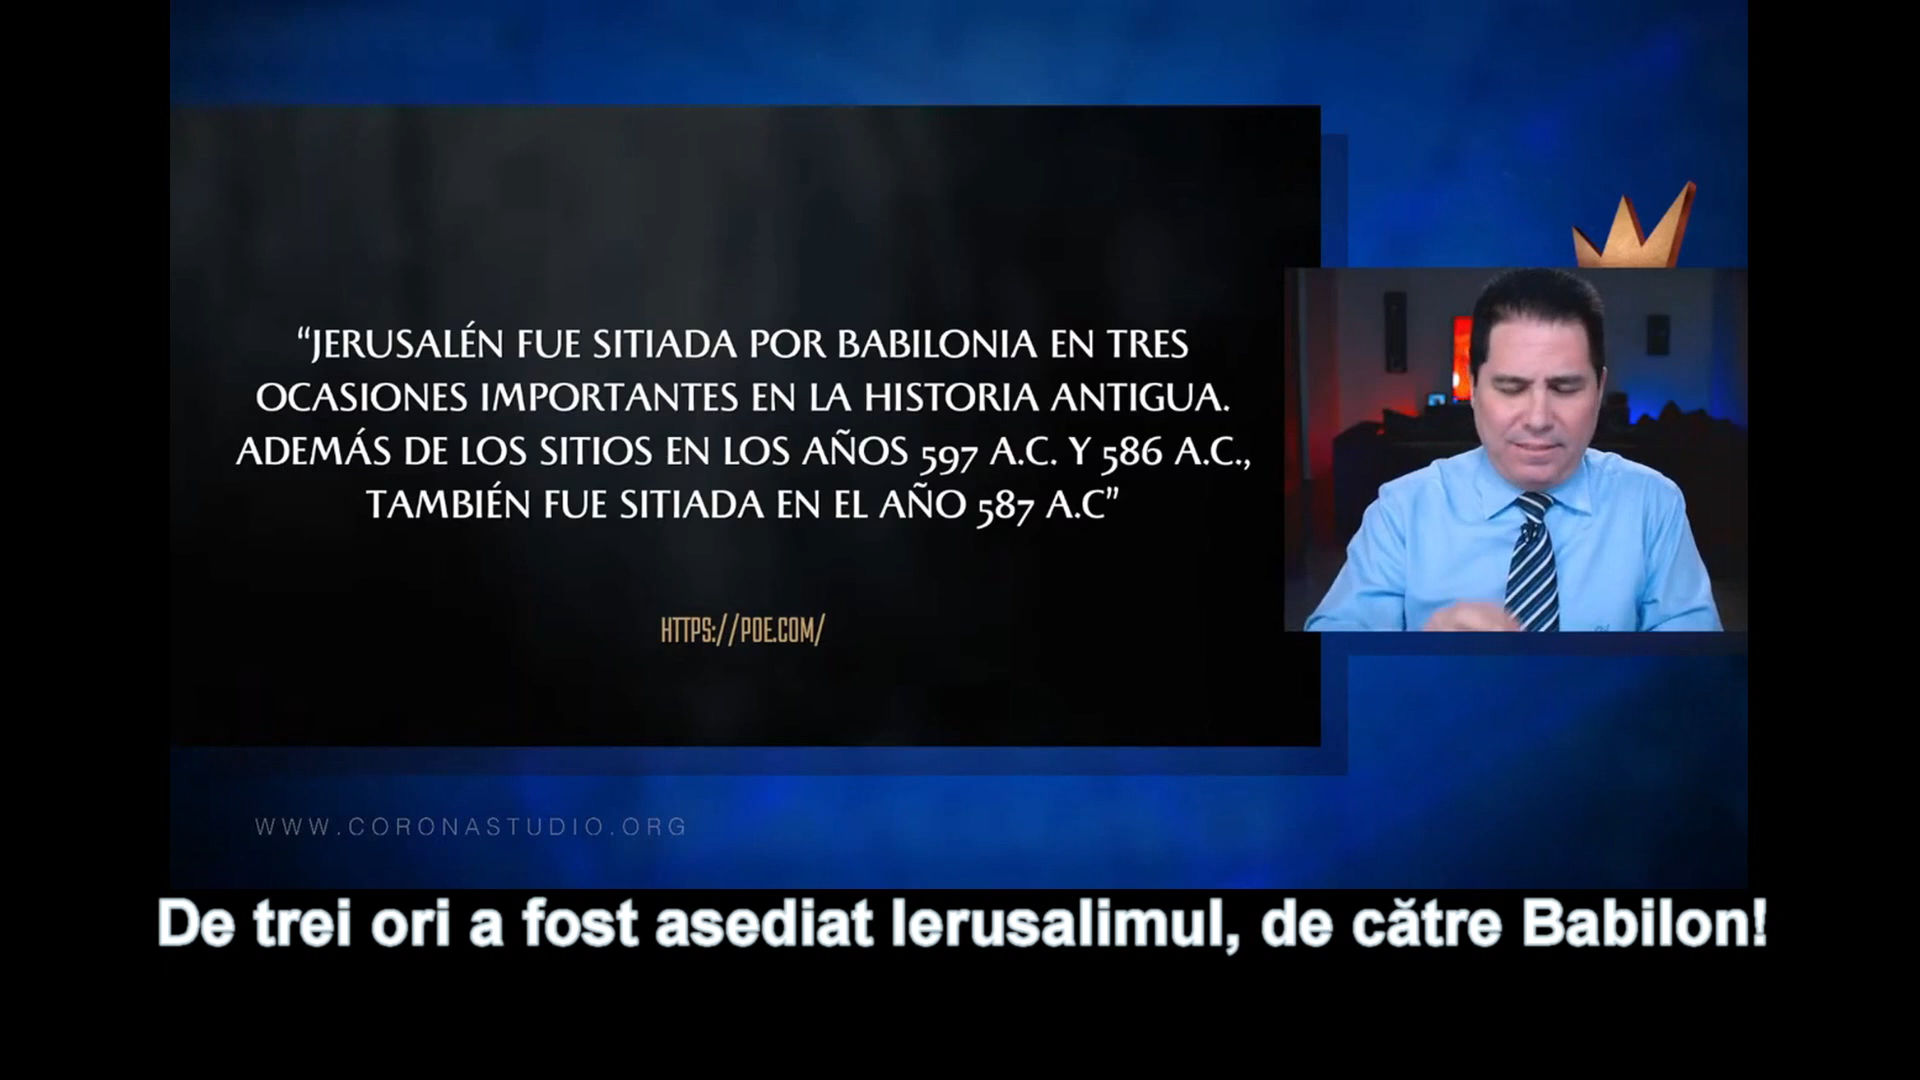 “JERUSALÉN FUE SITIADA POR BABILONIA EN TRES
OCASIONES IMPORTANTES EN LA HISTORIA ANTIGUA.
ADEMÁS DE LOS SITIOS EN LOS AÑOS 597 A.C. Y 586 A.C.,
TAMBIÉN FUE SITIADA EN EL AÑO 587 A.C”
HTTPS://POE.COM/
WWW.CORONASTUDIO.ORG
De trei ori a fost asediat Ierusalimul, de către Babilon!